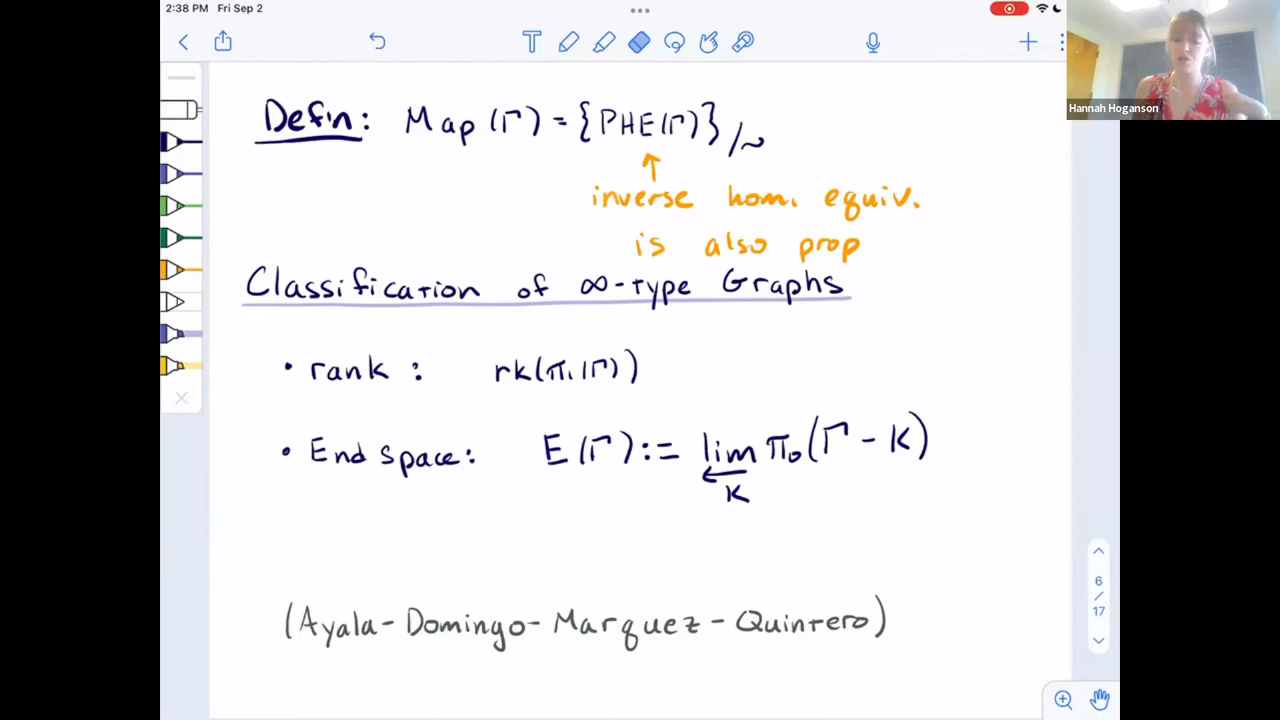 2:38 PM Fri Sep 2
Hannah Hoganson
Defin: Map(Γ) = {PHE(Γ)}/~
↑
inverse hom. equiv.
is also prop
Classification of ∞-type Graphs
• rank: rk(π₁(Γ))
• End space: E(Γ) := lim π₀(Γ - K)
← K
(Ayala-Domingo-Marquez-Quintero)
6
/
17